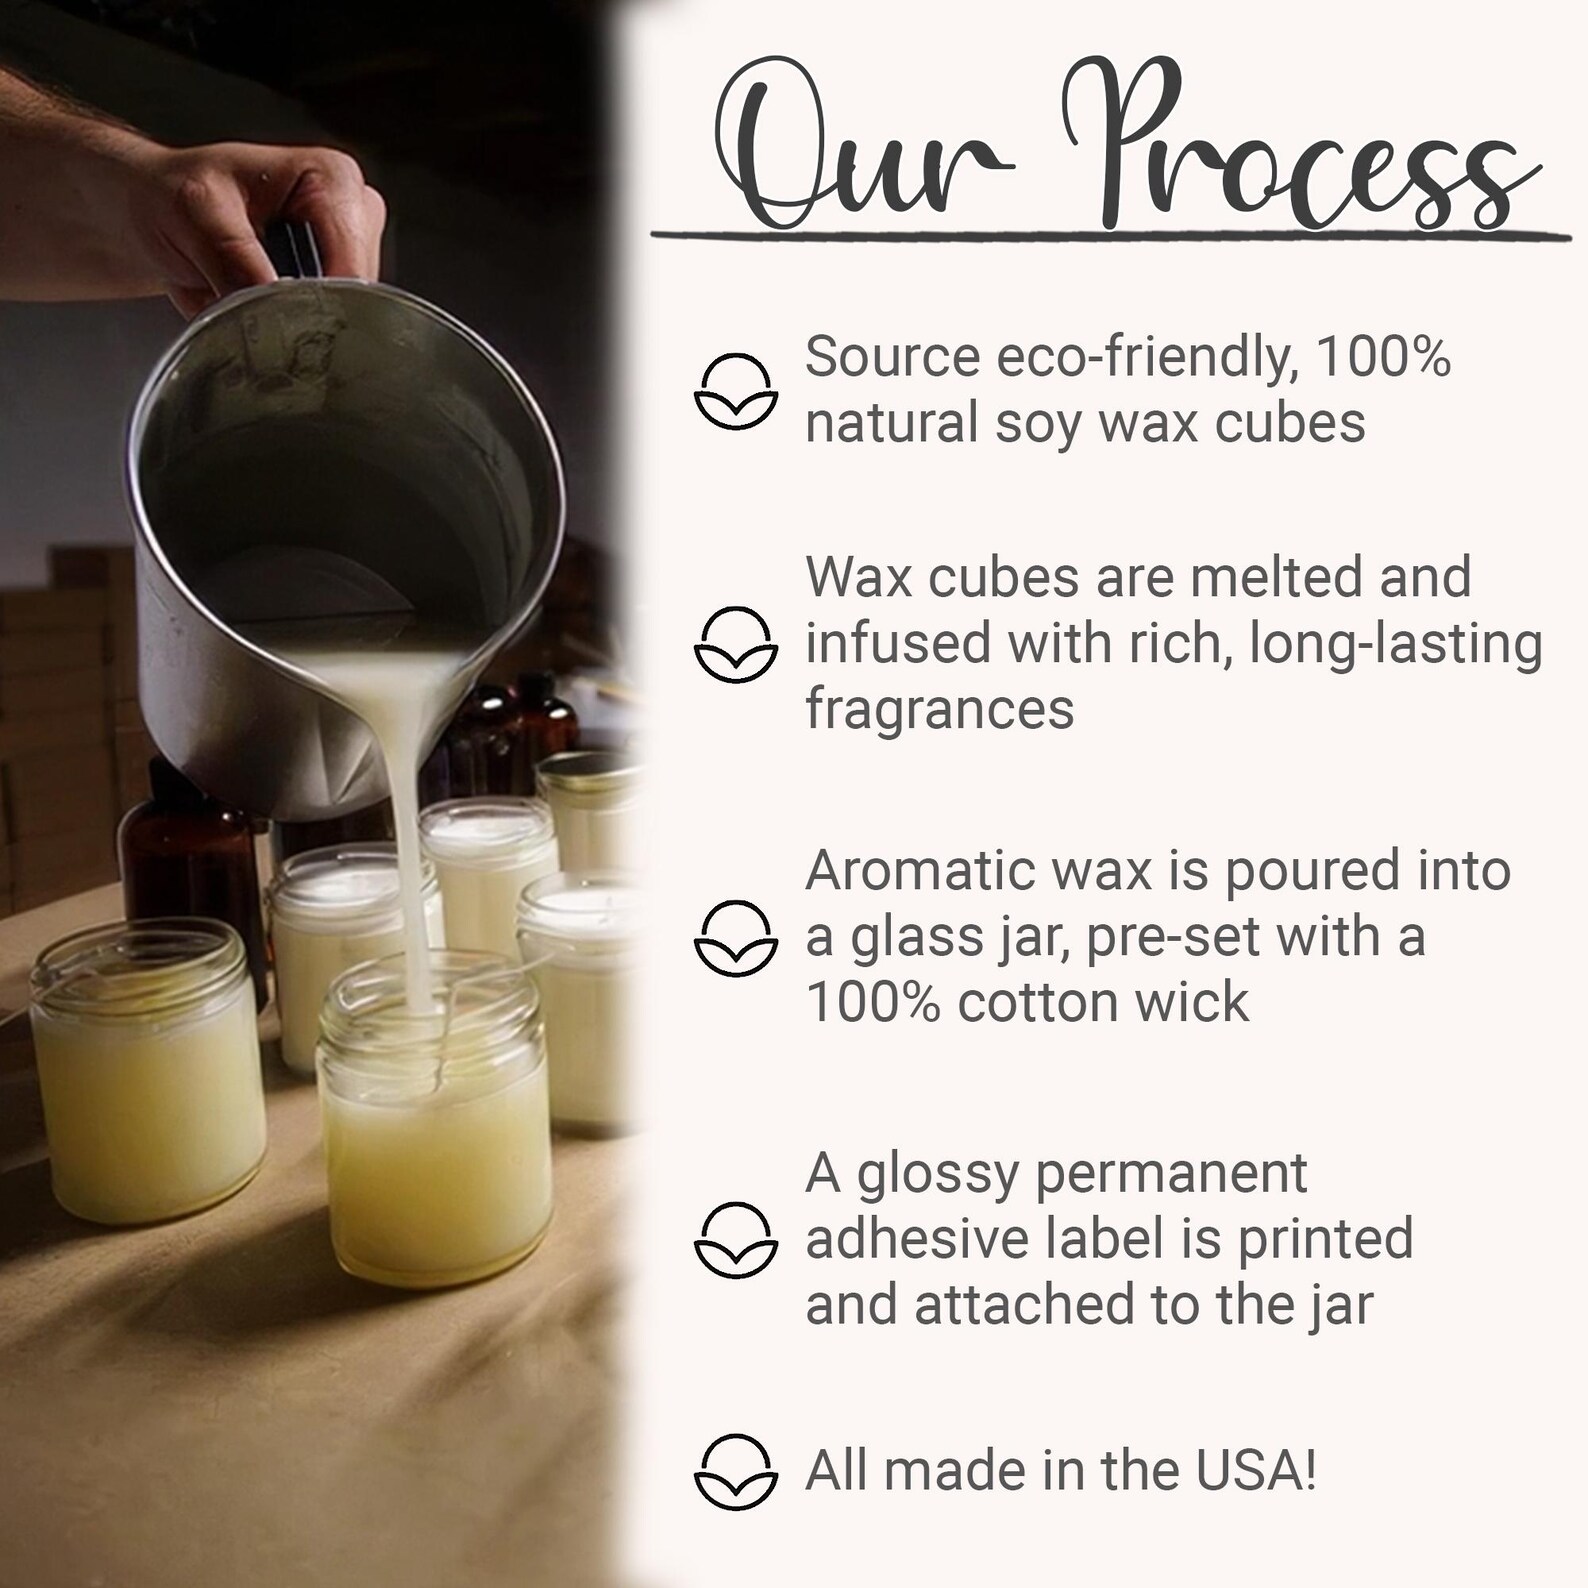 Our Process
Source eco-friendly, 100%
natural soy wax cubes
Wax cubes are melted and
infused with rich, long-lasting
fragrances
Aromatic wax is poured into
a glass jar, pre-set with a
100% cotton wick
A glossy permanent
adhesive label is printed
and attached to the jar
All made in the USA!